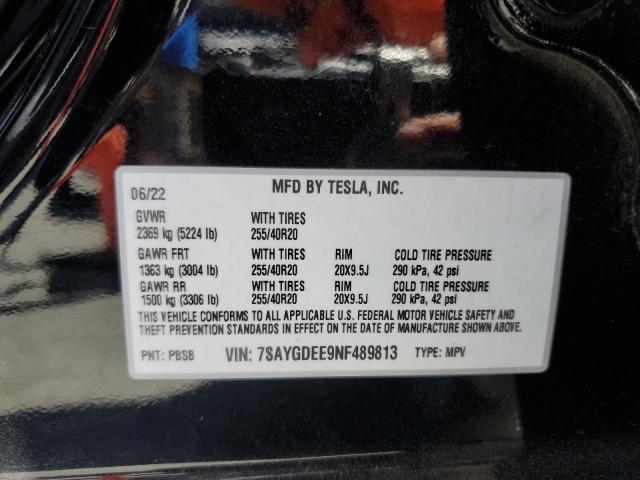 06/22 MFD BY TESLA, INC.
GVWR WITH TIRES
2369 kg (5224 lb) 255/40R20
GAWR FRT WITH TIRES RIM COLD TIRE PRESSURE
1363 kg (3004 lb) 255/40R20 20X9.5J 290 kPa, 42 psi
GAWR RR WITH TIRES RIM COLD TIRE PRESSURE
1500 kg (3306 lb) 255/40R20 20X9.5J 290 kPa, 42 psi
THIS VEHICLE CONFORMS TO ALL APPLICABLE U.S. FEDERAL MOTOR VEHICLE SAFETY AND
THEFT PREVENTION STANDARDS IN EFFECT ON THE DATE OF MANUFACTURE SHOWN ABOVE.
PNT: PBSB VIN: 7SAYGDEE9NF489813 TYPE: MPV